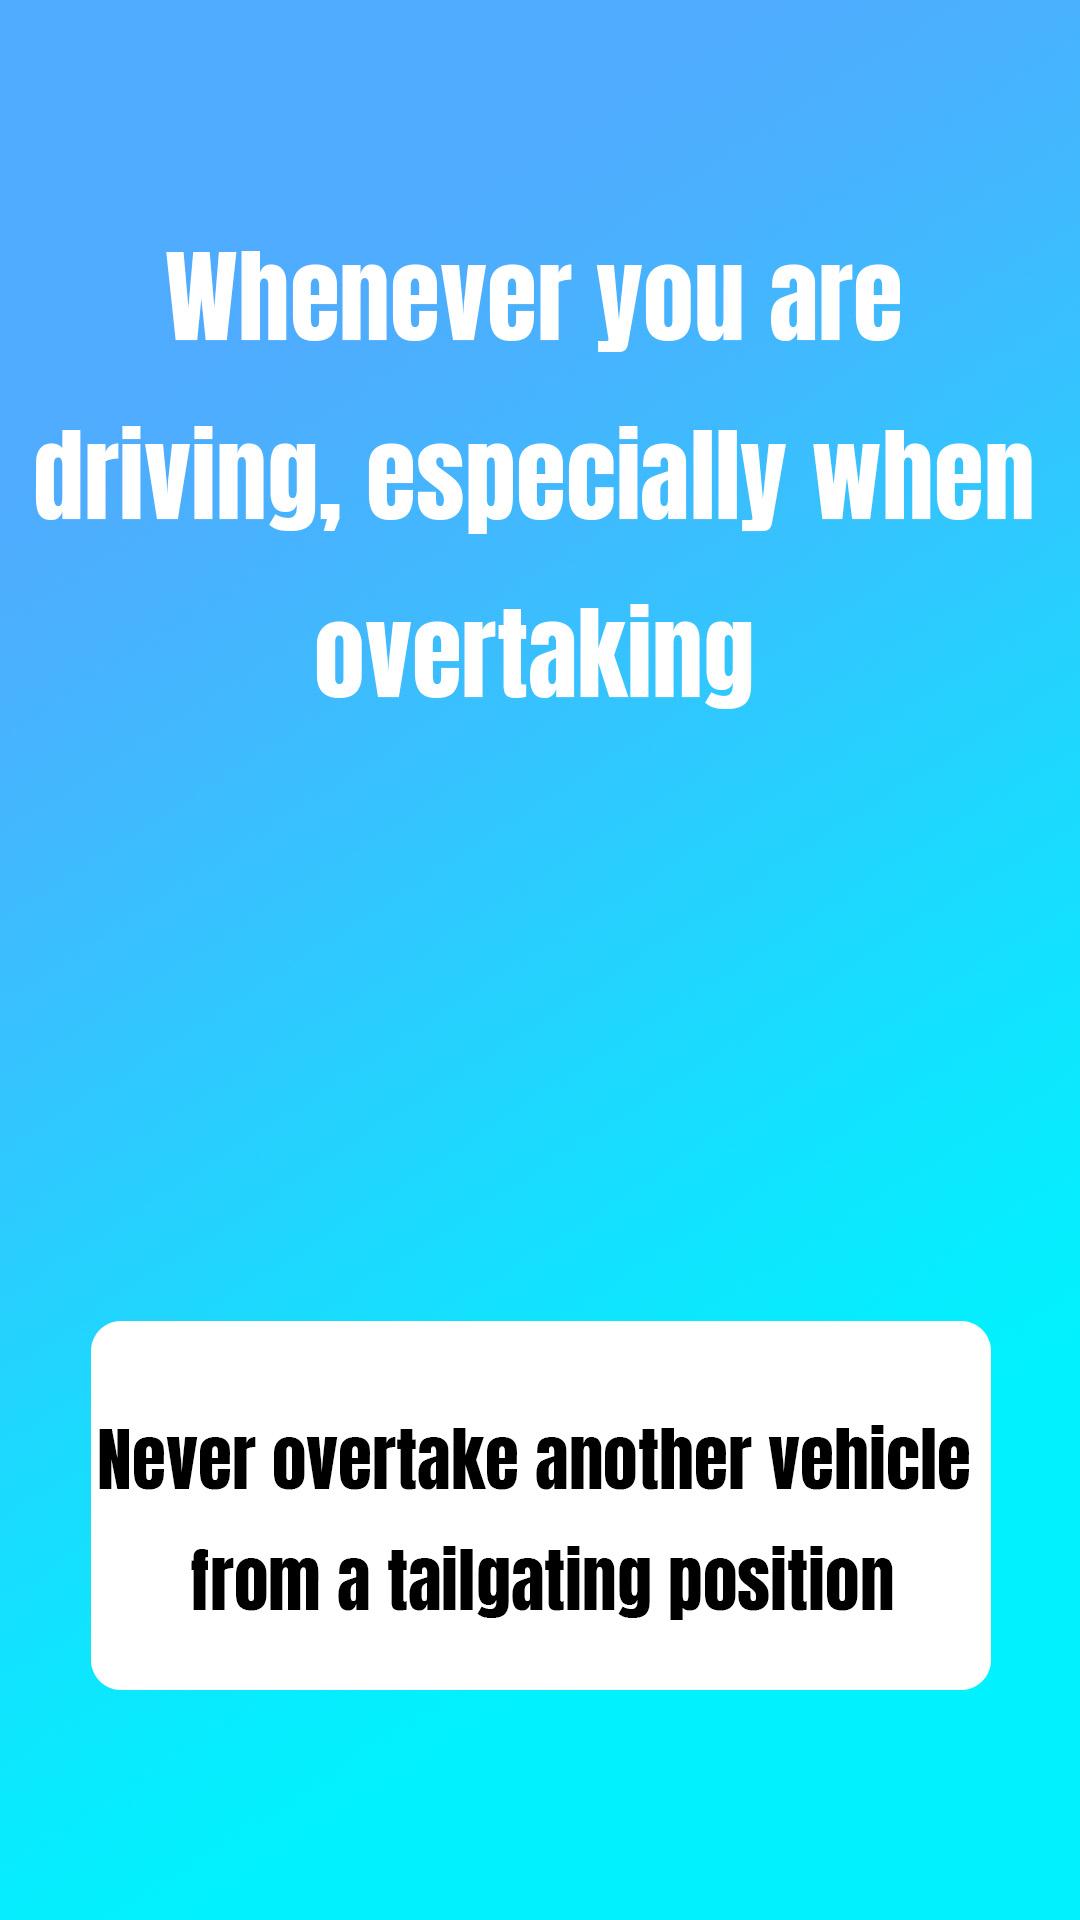 Whenever you are
driving, especially when
overtaking
Never overtake another vehicle
from a tailgating position